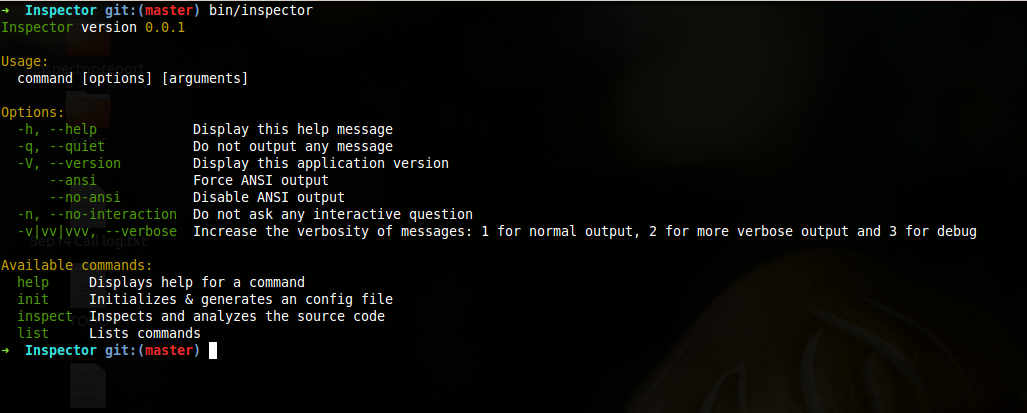 ➜  Inspector git:(master) bin/inspector
Inspector version 0.0.1

Usage:
  command [options] [arguments]

Options:
  -h, --help            Display this help message
  -q, --quiet           Do not output any message
  -V, --version         Display this application version
      --ansi            Force ANSI output
      --no-ansi         Disable ANSI output
  -n, --no-interaction  Do not ask any interactive question
  -v|vv|vvv, --verbose  Increase the verbosity of messages: 1 for normal output, 2 for more verbose output and 3 for debug

Available commands:
  help     Displays help for a command
  init     Initializes & generates an config file
  inspect  Inspects and analyzes the source code
  list     Lists commands
➜  Inspector git:(master)
Sep14 Call log.txt